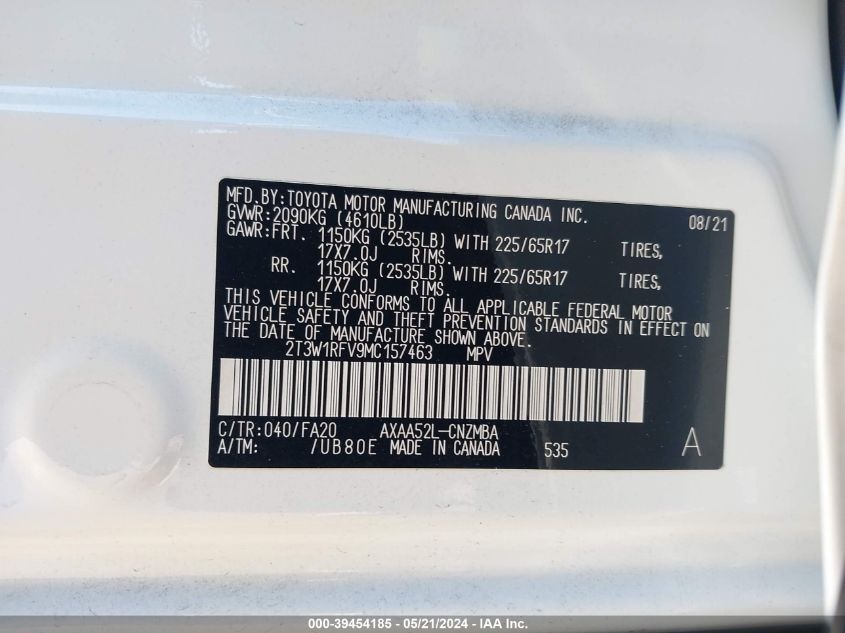 MFD.BY:TOYOTA MOTOR MANUFACTURING CANADA INC. 08/21
GVWR:2090KG (4610LB)
GAWR:FRT. 1150KG (2535LB) WITH 225/65R17 TIRES,
17X7.0J RIMS.
RR. 1150KG (2535LB) WITH 225/65R17 TIRES,
17X7.0J RIMS.
THIS VEHICLE CONFORMS TO ALL APPLICABLE FEDERAL MOTOR
VEHICLE SAFETY AND THEFT PREVENTION STANDARDS IN EFFECT ON
THE DATE OF MANUFACTURE SHOWN ABOVE.
2T3W1RFV9MC157463 MPV
C/TR:040/FA20 AXAA52L-CNZMBA
A/TM: /UB80E MADE IN CANADA 535 A
000-39454185 - 05/21/2024 - IAA Inc.